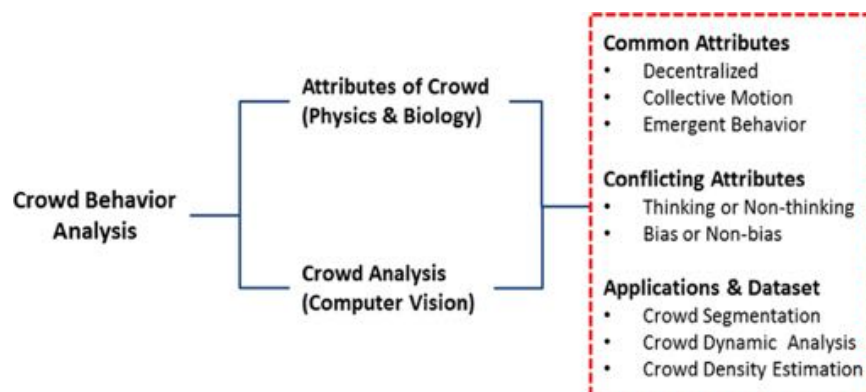 Crowd Behavior
Analysis
Attributes of Crowd
(Physics & Biology)
Crowd Analysis
(Computer Vision)
Common Attributes
• Decentralized
• Collective Motion
• Emergent Behavior
Conflicting Attributes
• Thinking or Non-thinking
• Bias or Non-bias
Applications & Dataset
• Crowd Segmentation
• Crowd Dynamic Analysis
• Crowd Density Estimation